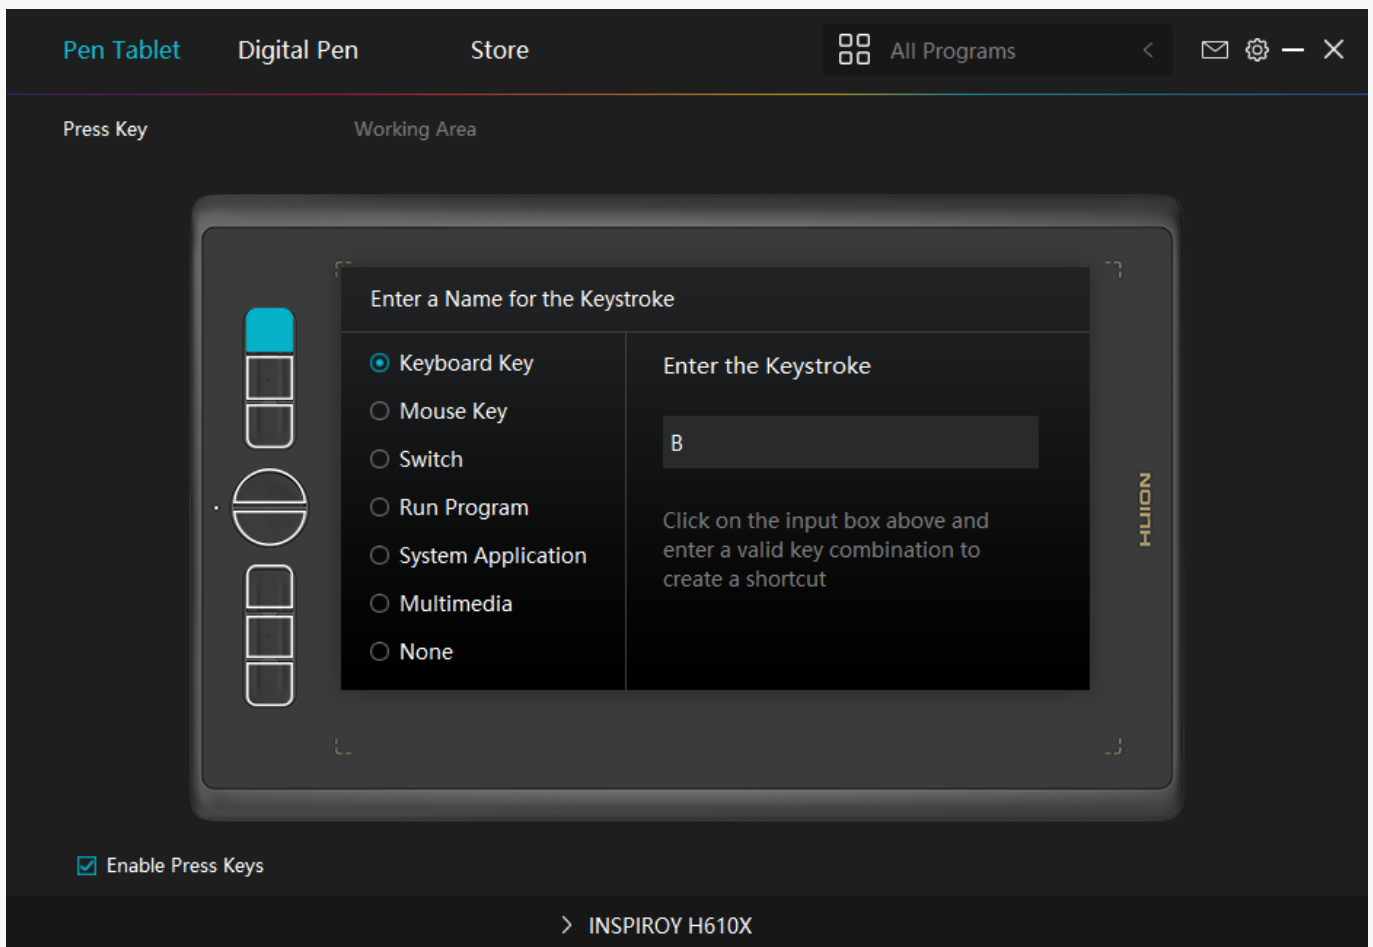 Pen Tablet
Digital Pen
Store
All Programs
Press Key
Working Area
Enter a Name for the Keystroke
Keyboard Key
Mouse Key
Switch
Run Program
System Application
Multimedia
None
Enter the Keystroke
B
Click on the input box above and
enter a valid key combination to
create a shortcut
HUION
Enable Press Keys
INSPIROY H610X